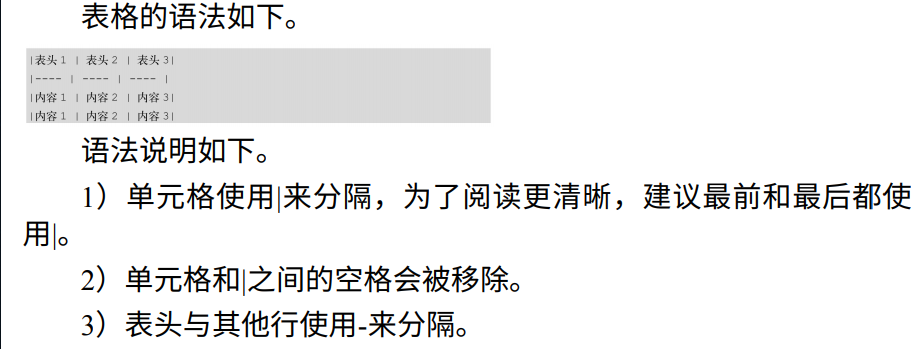 表格的语法如下。
|表头 1 | 表头 2 | 表头 3|
|---- | ---- | ---- |
|内容 1 | 内容 2 | 内容 3|
|内容 1 | 内容 2 | 内容 3|
语法说明如下。
1）单元格使用|来分隔，为了阅读更清晰，建议最前和最后都使
用|。
2）单元格和|之间的空格会被移除。
3）表头与其他行使用-来分隔。